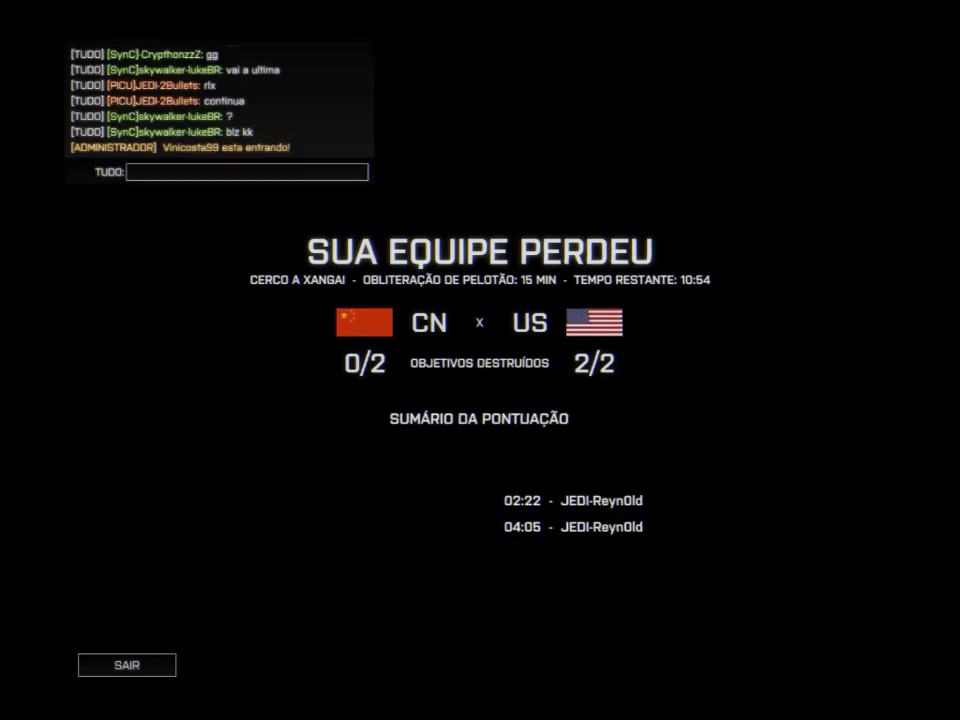 [TUDO] [SynC]-CrypthonzzZ: gg
[TUDO] [SynC]skywalker-lukeBR: vai a ultima
[TUDO] [PICU]JEDI-2Bullets: rlx
[TUDO] [PICU]JEDI-2Bullets: continua
[TUDO] [SynC]skywalker-lukeBR: ?
[TUDO] [SynC]skywalker-lukeBR: blz kk
[ADMINISTRADOR] Vinicosta99 esta entrando!
TUDO:
SUA EQUIPE PERDEU
CERCO A XANGAI - OBLITERAÇÃO DE PELOTÃO: 15 MIN - TEMPO RESTANTE: 10:54
CN x US
0/2 OBJETIVOS DESTRUÍDOS 2/2
SUMÁRIO DA PONTUAÇÃO
02:22 - JEDI-Reyn0ld
04:05 - JEDI-Reyn0ld
SAIR